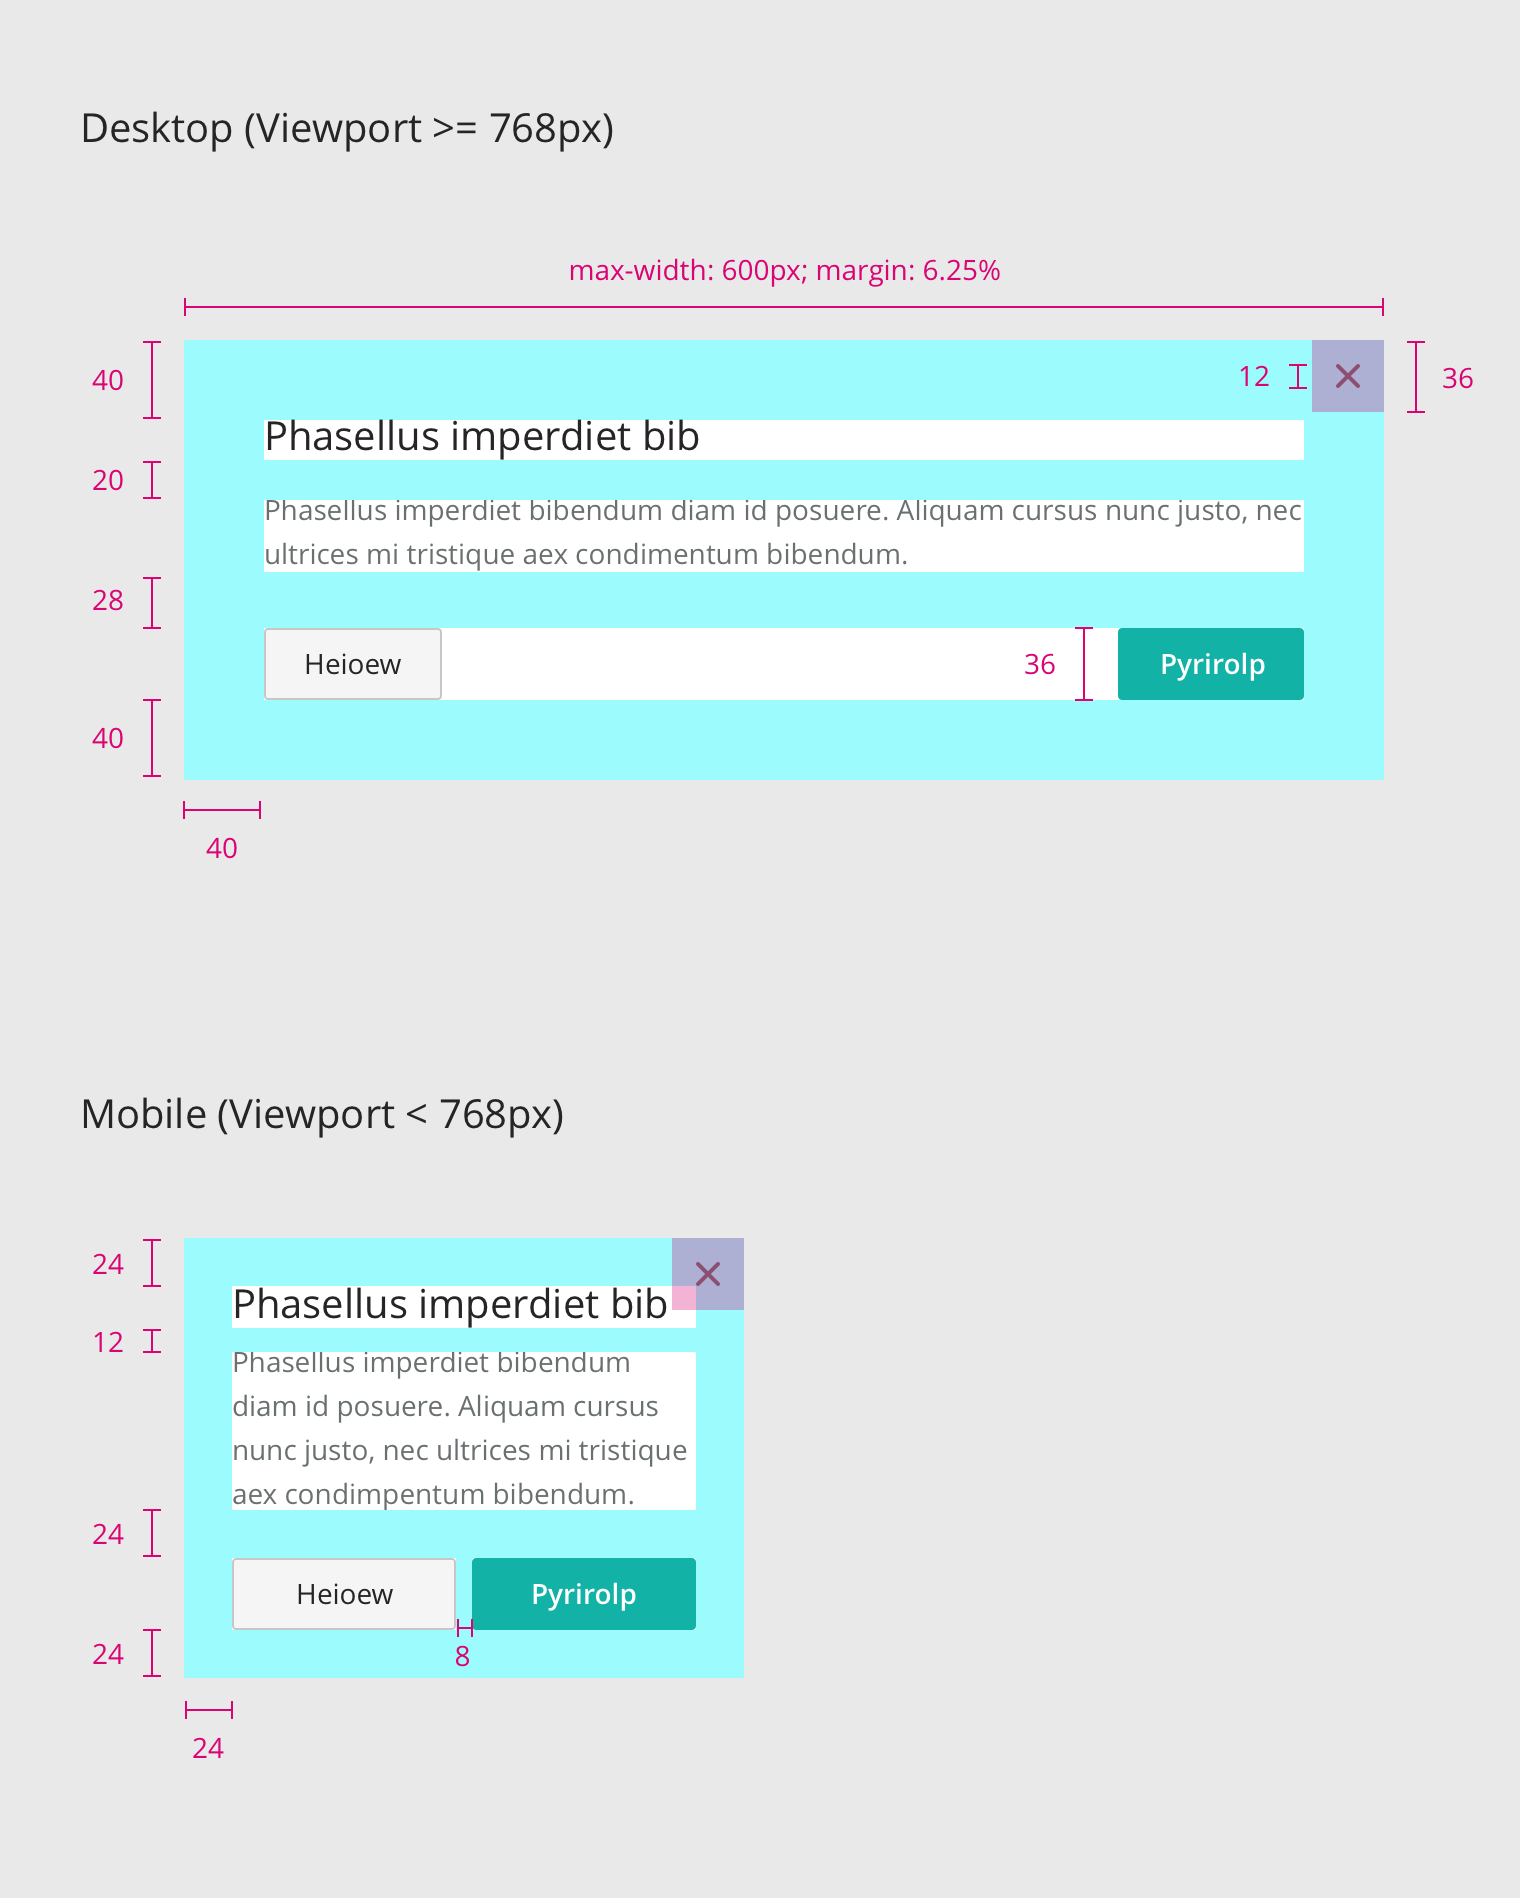 Desktop (Viewport >= 768px)
max-width: 600px; margin: 6.25%
40
12
36
Phasellus imperdiet bib
20
Phasellus imperdiet bibendum diam id posuere. Aliquam cursus nunc justo, nec
ultrices mi tristique aex condimentum bibendum.
28
Heioew
36
Pyrirolp
40
40
Mobile (Viewport < 768px)
24
Phasellus imperdiet bib
12
Phasellus imperdiet bibendum
diam id posuere. Aliquam cursus
nunc justo, nec ultrices mi tristique
aex condimpentum bibendum.
24
Heioew
Pyrirolp
24
8
24